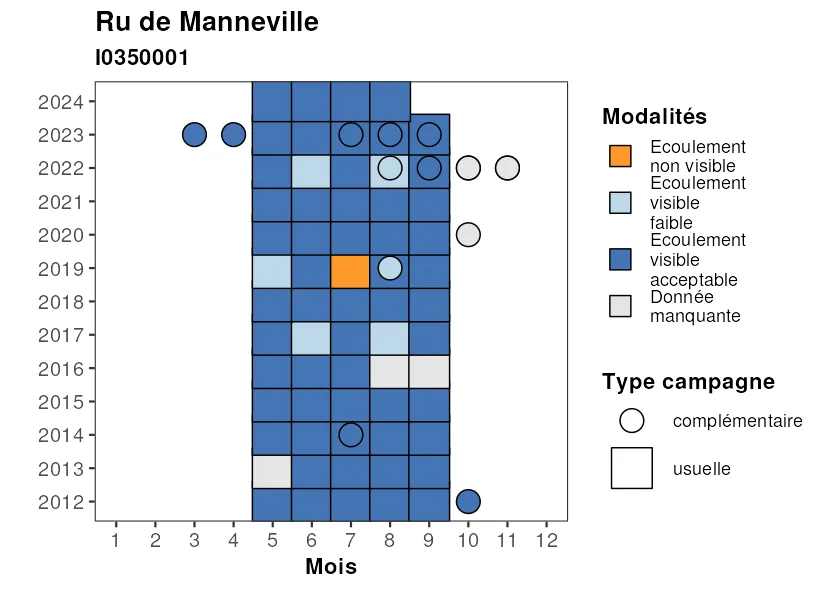 Ru de Manneville
I0350001
2024
2023
2022
2021
2020
2019
2018
2017
2016
2015
2014
2013
2012
1 2 3 4 5 6 7 8 9 10 11 12
Mois
Modalités
Ecoulement
non visible
Ecoulement
visible
faible
Ecoulement
visible
acceptable
Donnée
manquante
Type campagne
complémentaire
usuelle